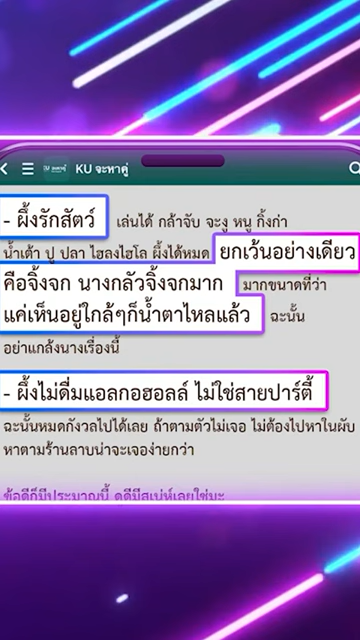 KU จะหาคู่
- ผึ้งรักสัตว์ เล่นได้ กล้าจับ จะงู หนู กิ้งก่า
น้ำเต้า ปู ปลา ไฮลงไฮโล ผึ้งได้หมด ยกเว้นอย่างเดียว
คือจิ้งจก นางกลัวจิ้งจกมาก มากขนาดที่ว่า
แค่เห็นอยู่ใกล้ๆก็น้ำตาไหลแล้ว ฉะนั้น
อย่าแกล้งนางเรื่องนี้
- ผึ้งไม่ดื่มแอลกอฮอลล์ ไม่ใช่สายปาร์ตี้
ฉะนั้นหมดกังวลไปได้เลย ถ้าตามตัวไม่เจอ ไม่ต้องไปหาในผับ
หาตามร้านลาบน่าจะเจอง่ายกว่า
ข้อดีก็มีประมาณนี้ ดูดีมีสเน่ห์เลยใช่มะ